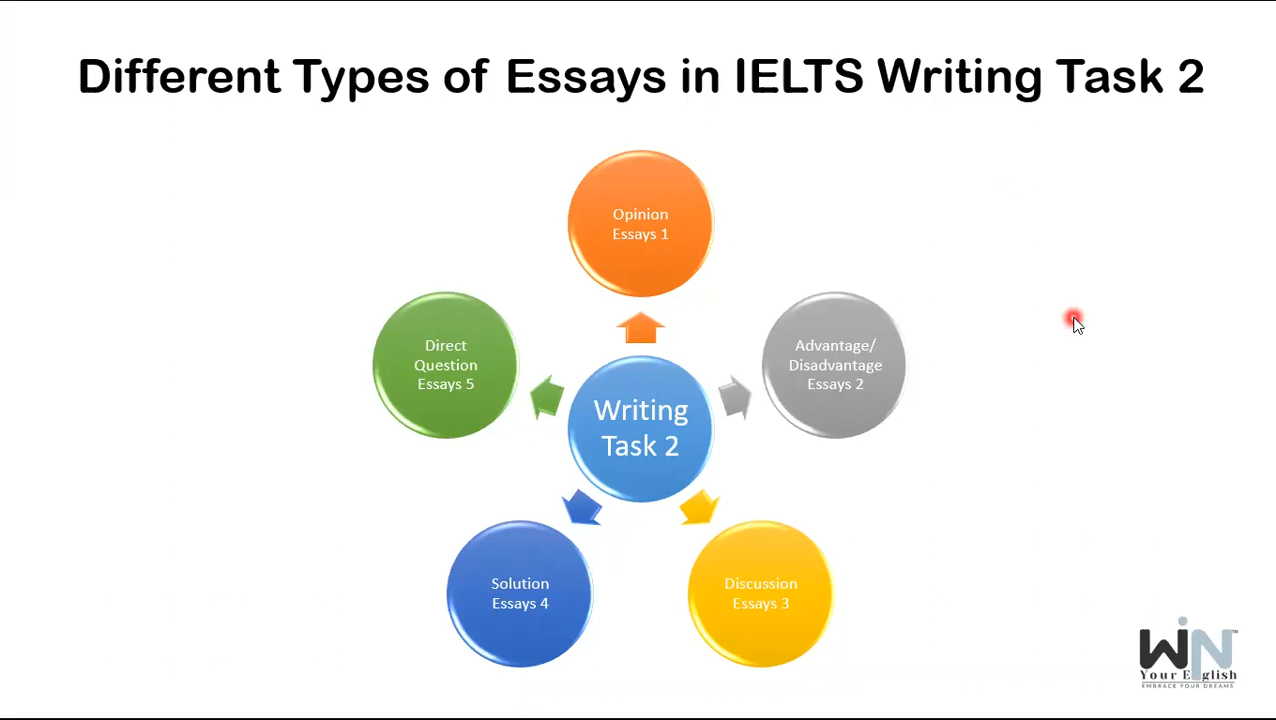 Different Types of Essays in IELTS Writing Task 2
Opinion
Essays 1
Advantage/
Disadvantage
Essays 2
Discussion
Essays 3
Solution
Essays 4
Direct
Question
Essays 5
Writing
Task 2
WiN™
Your English
EMBRACE YOUR DREAMS